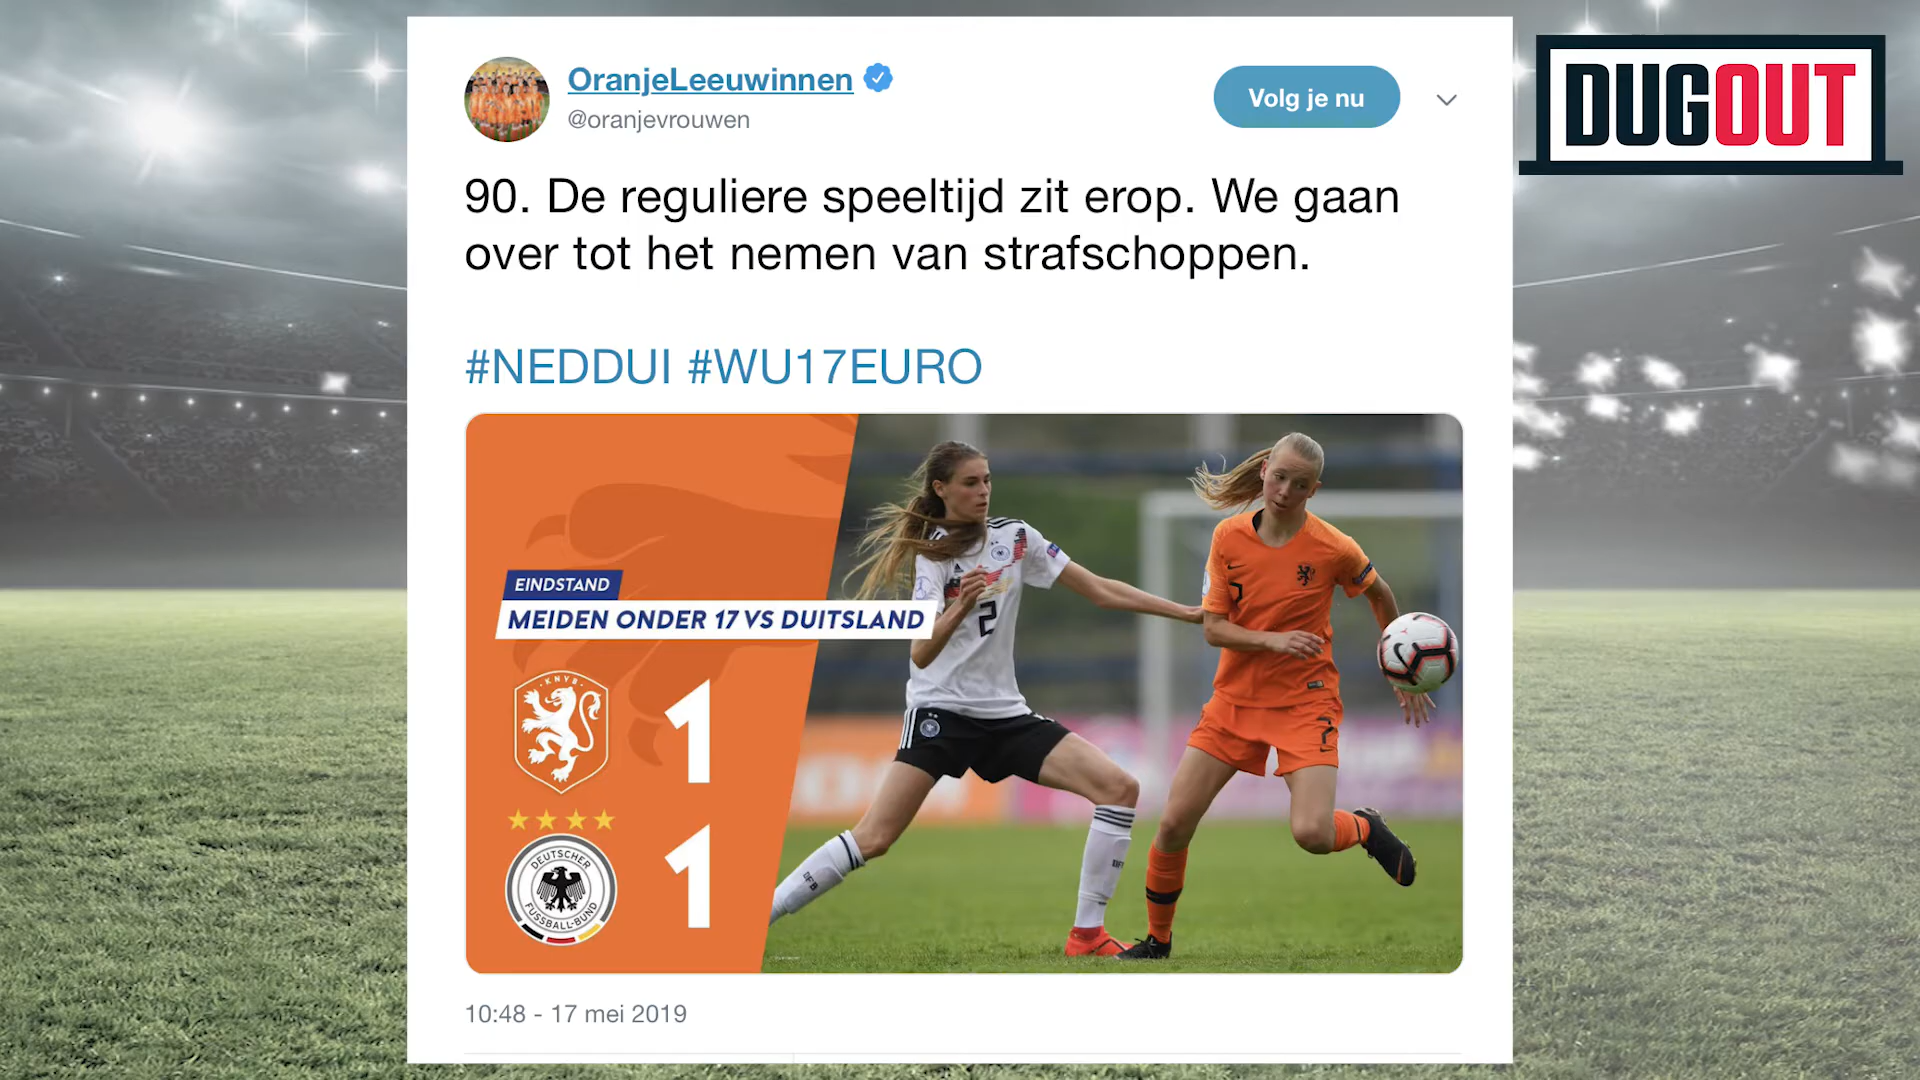 OranjeLeeuwinnen
@oranjevrouwen
Volg je nu
DUGOUT
90. De reguliere speeltijd zit erop. We gaan
over tot het nemen van strafschoppen.
#NEDDUI #WU17EURO
EINDSTAND
MEIDEN ONDER 17 VS DUITSLAND
KNVB
1
DEUTSCHER
FUSSBALL-BUND
1
2
7
7
DFB
10:48 - 17 mei 2019